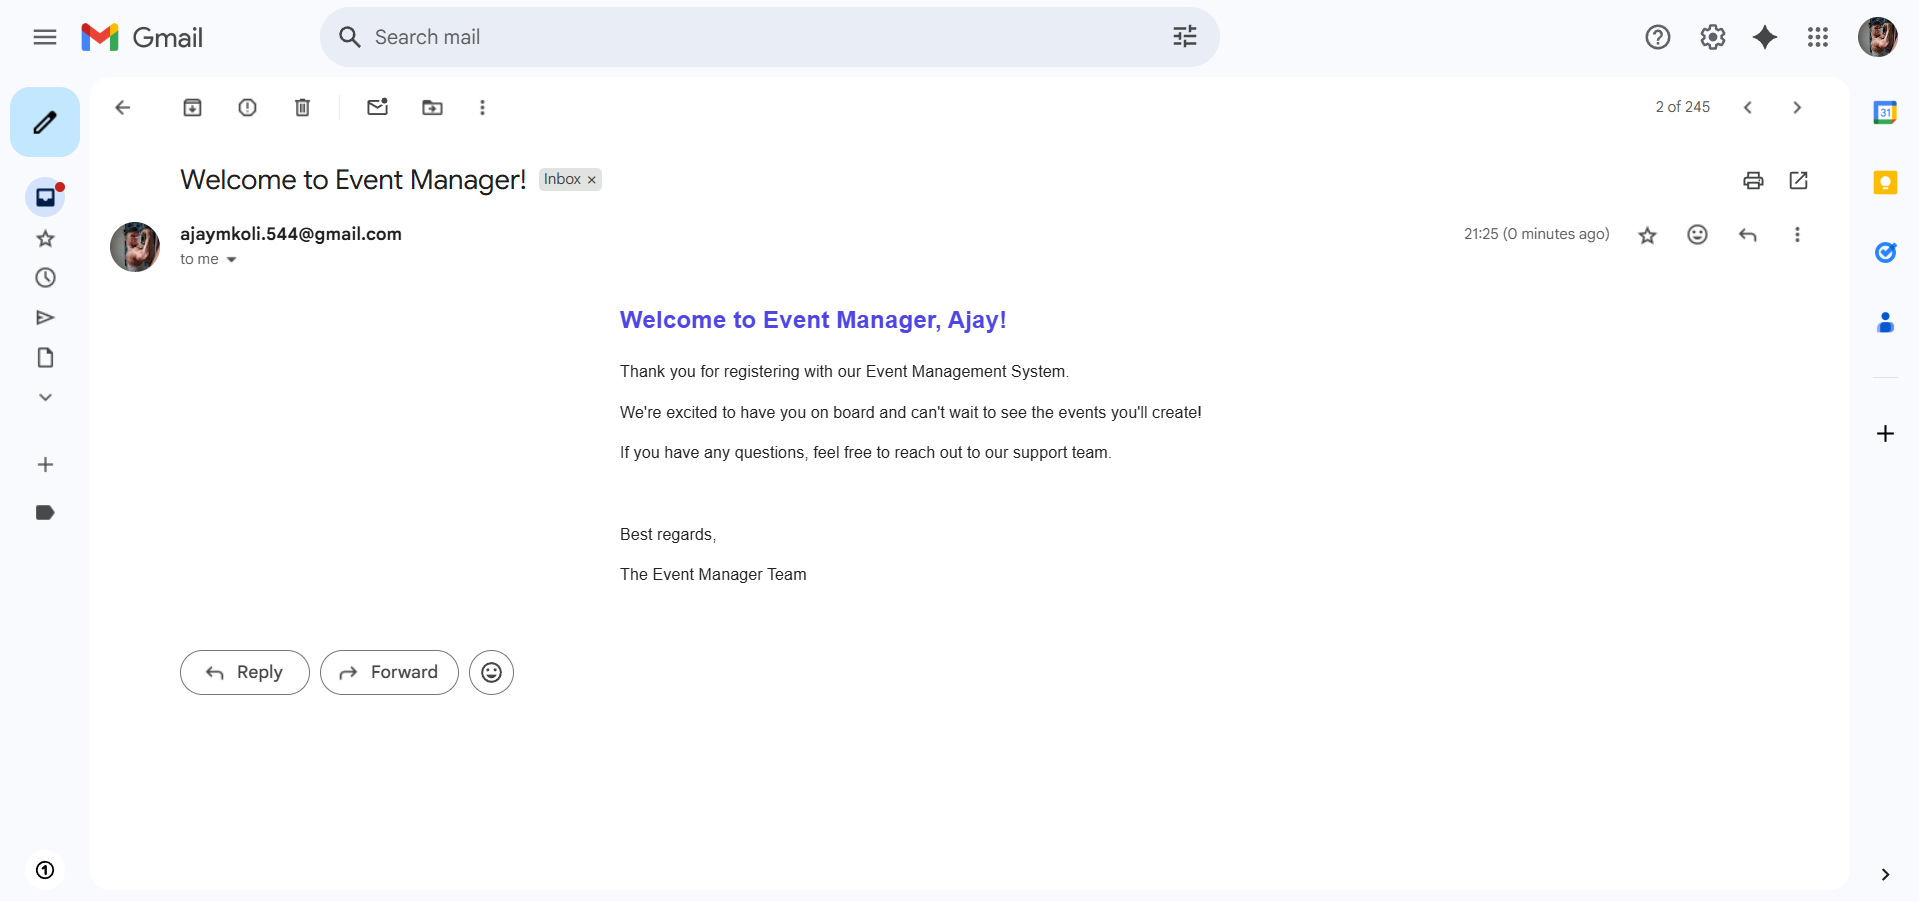 Gmail
Search mail
2 of 245
Welcome to Event Manager!
Inbox ×
ajaymkoli.544@gmail.com
21:25 (0 minutes ago)
to me
31
Welcome to Event Manager, Ajay!
Thank you for registering with our Event Management System.
We're excited to have you on board and can't wait to see the events you'll create!
If you have any questions, feel free to reach out to our support team.
Best regards,
The Event Manager Team
Reply
Forward
1